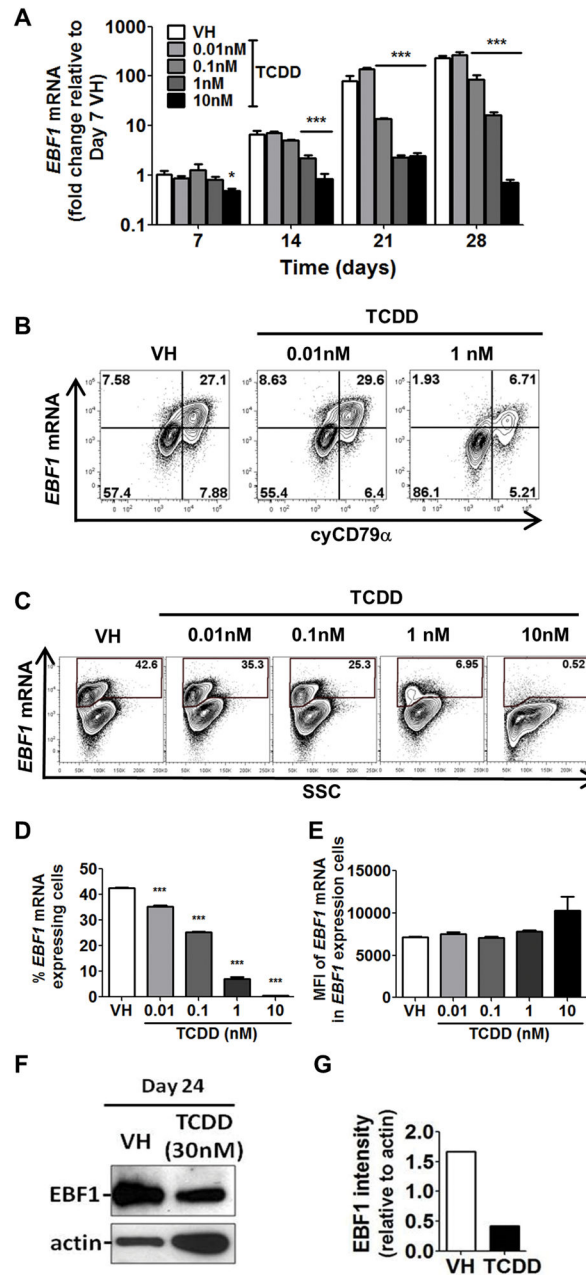 A
EBF1 mRNA
(fold change relative to
Day 7 VH)
1000
100
10
1
0.1
VH
0.01nM
0.1nM
1nM
10nM
TCDD
*
***
***
***
7 14 21 28
Time (days)
B
TCDD
VH 0.01nM 1 nM
EBF1 mRNA
7.58 27.1
57.4 7.88
8.63 29.6
55.4 6.4
1.93 6.71
86.1 5.21
cyCD79α
C
TCDD
VH 0.01nM 0.1nM 1 nM 10nM
EBF1 mRNA
42.6 35.3 25.3 6.95 0.52
SSC
D
% EBF1 mRNA
expressing cells
50
40
30
20
10
0
*** *** *** ***
VH 0.01 0.1 1 10
TCDD (nM)
E
MFI of EBF1 mRNA
in EBF1 expression cells
15000
10000
5000
0
VH 0.01 0.1 1 10
TCDD (nM)
F
Day 24
VH TCDD
(30nM)
EBF1
actin
G
EBF1 intensity
(relative to actin)
2.0
1.5
1.0
0.5
0.0
VH TCDD